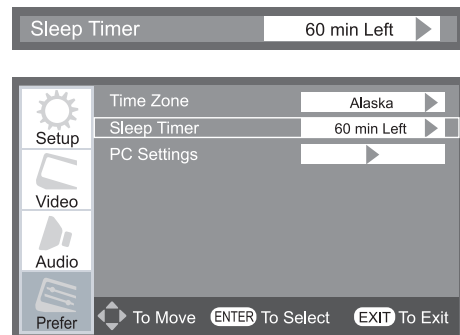 Sleep Timer 60 min Left
Time Zone Alaska
Setup
Sleep Timer 60 min Left
PC Settings
Video
Audio
Prefer
To Move ENTER To Select EXIT To Exit